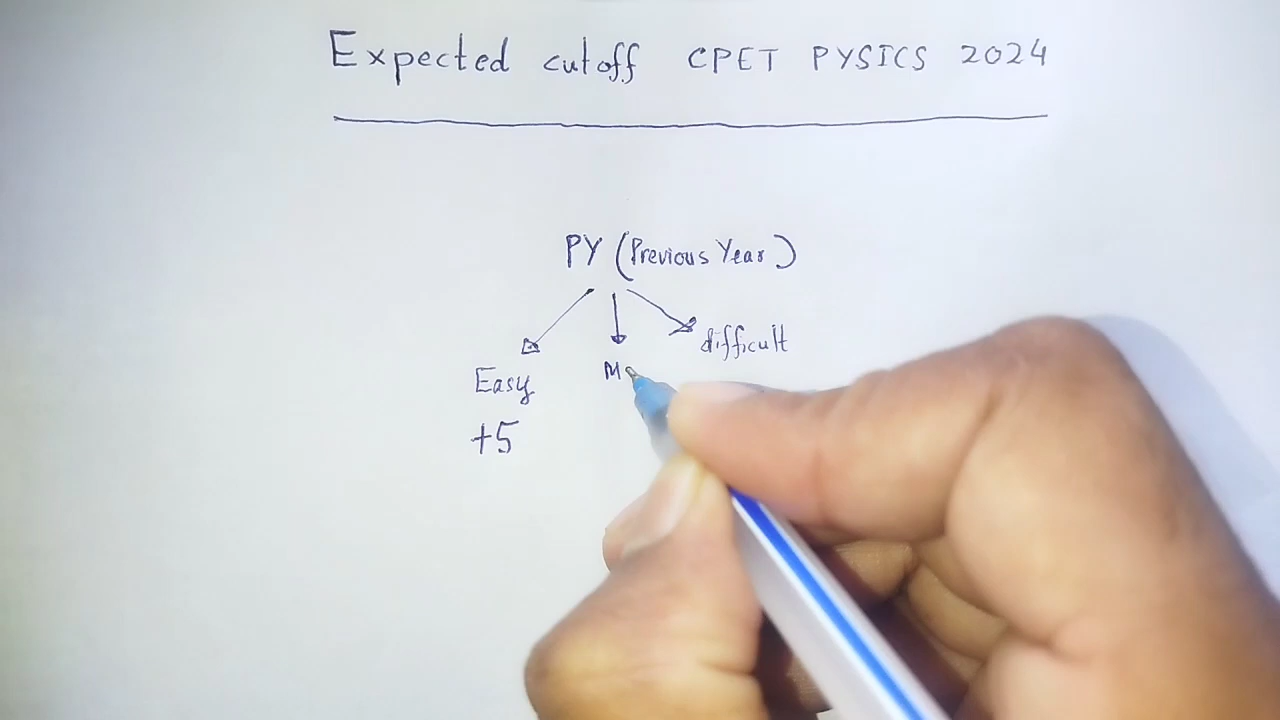 Expected cutoff CPET PYSICS 2024
PY (Previous Year)
difficult
M
Easy
+5